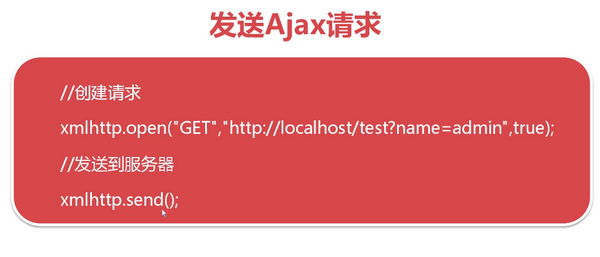 发送Ajax请求
//创建请求
xmlhttp.open("GET","http://localhost/test?name=admin",true);
//发送到服务器
xmlhttp.send();